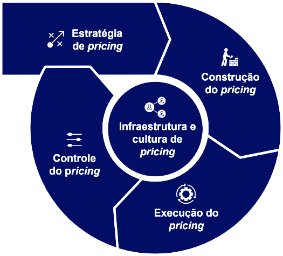 Estratégia
de pricing
Construção
do pricing
Infraestrutura e
cultura de
pricing
Controle
do pricing
Execução do
pricing